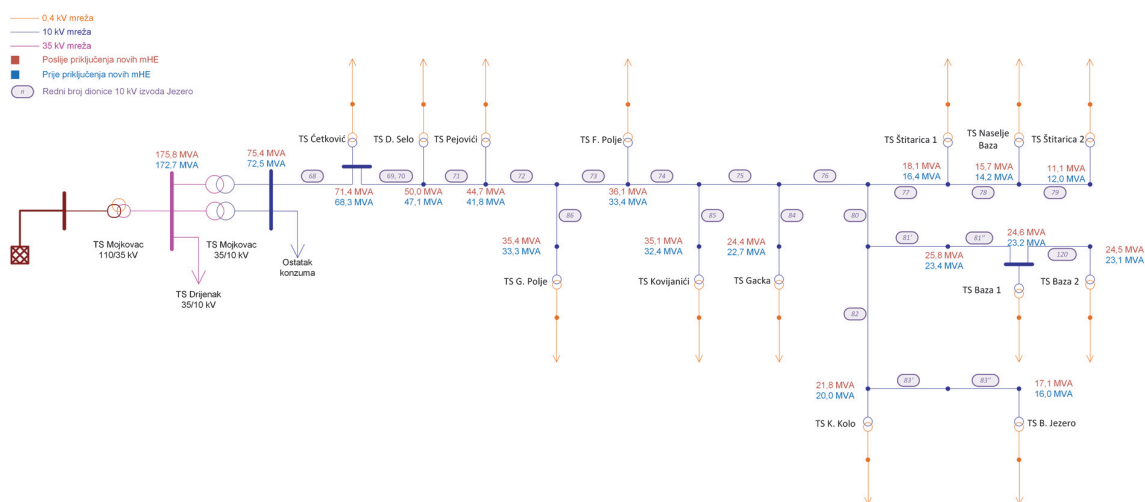 0.4 kV mreža
10 kV mreža
35 kV mreža
Poslije priključenja novih mHE
Prije priključenja novih mHE
n
Redni broj dionice 10 kV izvoda Jezero
TS Ćetković
TS D. Selo
TS Pejovići
TS F. Polje
TS Štitarica 1
TS Naselje
Baza
TS Štitarica 2
175,8 MVA
172,7 MVA
75,4 MVA
72,5 MVA
68
71,4 MVA
68,3 MVA
69, 70
50,0 MVA
47,1 MVA
71
44,7 MVA
41,8 MVA
72
73
36,1 MVA
33,4 MVA
74
75
76
18,1 MVA
16,4 MVA
77
15,7 MVA
14,2 MVA
78
11,1 MVA
12,0 MVA
79
86
85
84
80
TS Mojkovac
110/35 kV
TS Mojkovac
35/10 kV
Ostatak
konzuma
TS Drijenak
35/10 kV
35,4 MVA
33,3 MVA
TS G. Polje
35,1 MVA
32,4 MVA
TS Kovijanići
24,4 MVA
22,7 MVA
TS Gacka
81'
81''
25,8 MVA
23,4 MVA
24,6 MVA
23,2 MVA
120
24,5 MVA
23,1 MVA
TS Baza 1
TS Baza 2
82
21,8 MVA
20,0 MVA
83'
83''
17,1 MVA
16,0 MVA
TS K. Kolo
TS B. Jezero